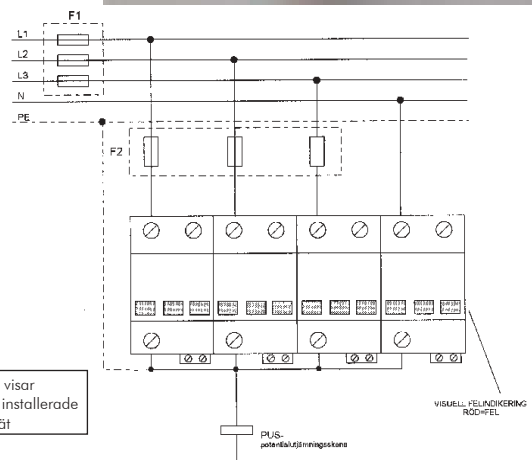 F1
L1
L2
L3
N
PE
F2
visar
installerade
ät
VISUELL FELINDIKERING
RÖD=FEL
PUS-
potentialutjämningsskena